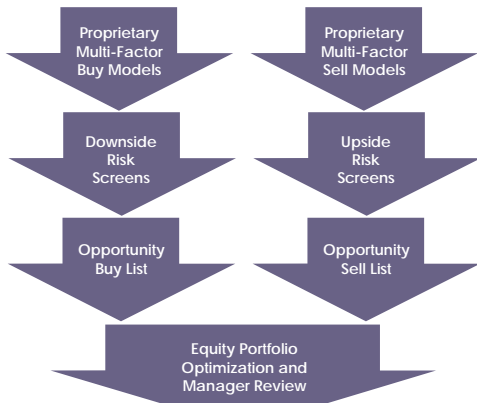 Proprietary
Multi-Factor
Buy Models
Proprietary
Multi-Factor
Sell Models
Downside
Risk
Screens
Upside
Risk
Screens
Opportunity
Buy List
Opportunity
Sell List
Equity Portfolio
Optimization and
Manager Review